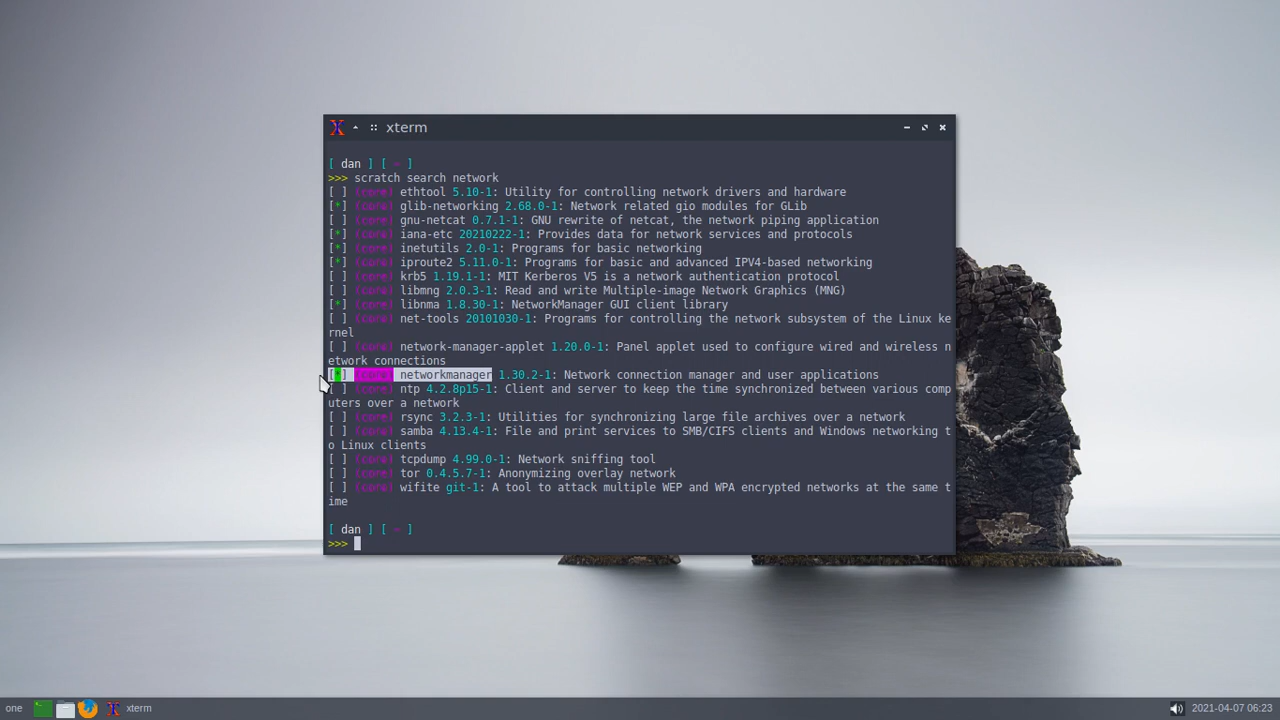 xterm
[ dan ] [ ~ ]
>>> scratch search network
[ ] (core) ethtool 5.10-1: Utility for controlling network drivers and hardware
[*] (core) glib-networking 2.68.0-1: Network related gio modules for GLib
[ ] (core) gnu-netcat 0.7.1-1: GNU rewrite of netcat, the network piping application
[*] (core) iana-etc 20210222-1: Provides data for network services and protocols
[*] (core) inetutils 2.0-1: Programs for basic networking
[*] (core) iproute2 5.11.0-1: Programs for basic and advanced IPV4-based networking
[ ] (core) krb5 1.19.1-1: MIT Kerberos V5 is a network authentication protocol
[ ] (core) libmng 2.0.3-1: Read and write Multiple-image Network Graphics (MNG)
[*] (core) libnma 1.8.30-1: NetworkManager GUI client library
[ ] (core) net-tools 20101030-1: Programs for controlling the network subsystem of the Linux ke
rnel
[ ] (core) network-manager-applet 1.20.0-1: Panel applet used to configure wired and wireless n
etwork connections
[*] (core) networkmanager 1.30.2-1: Network connection manager and user applications
[ ] (core) ntp 4.2.8p15-1: Client and server to keep the time synchronized between various comp
uters over a network
[ ] (core) rsync 3.2.3-1: Utilities for synchronizing large file archives over a network
[ ] (core) samba 4.13.4-1: File and print services to SMB/CIFS clients and Windows networking t
o Linux clients
[ ] (core) tcpdump 4.99.0-1: Network sniffing tool
[ ] (core) tor 0.4.5.7-1: Anonymizing overlay network
[ ] (core) wifite git-1: A tool to attack multiple WEP and WPA encrypted networks at the same t
ime
[ dan ] [ ~ ]
>>>
one
xterm
2021-04-07 06:23